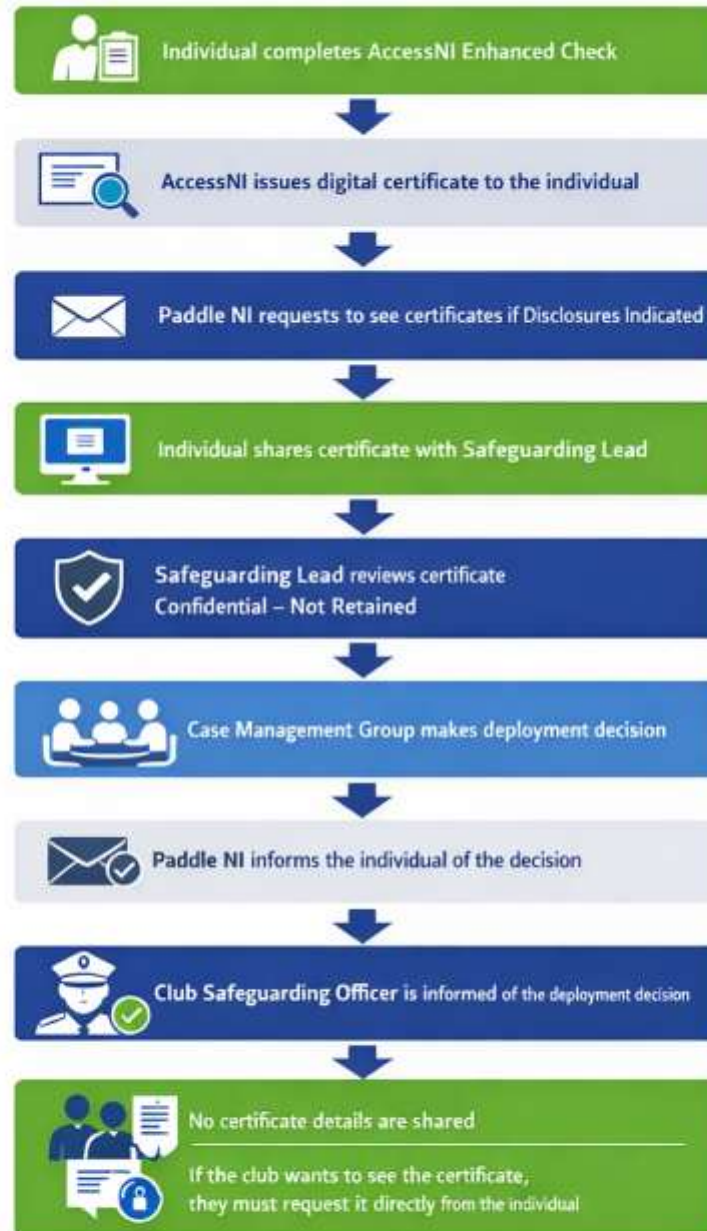 Individual completes AccessNI Enhanced Check
AccessNI issues digital certificate to the individual
Paddle NI requests to see certificates if Disclosures Indicated
Individual shares certificate with Safeguarding Lead
Safeguarding Lead reviews certificate
Confidential – Not Retained
Case Management Group makes deployment decision
Paddle NI informs the individual of the decision
Club Safeguarding Officer is informed of the deployment decision
No certificate details are shared
If the club wants to see the certificate,
they must request it directly from the individual